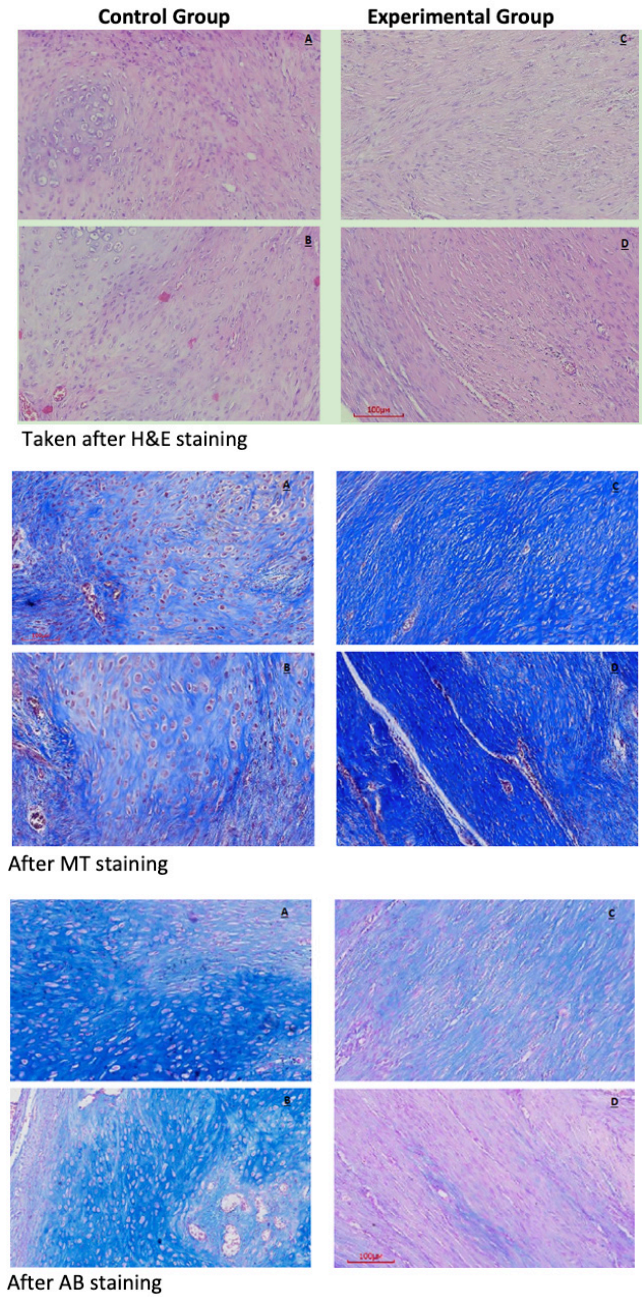 Control Group Experimental Group
A C
B D
100µm
Taken after H&E staining
A C
B D
After MT staining
A C
B D
100µm
After AB staining